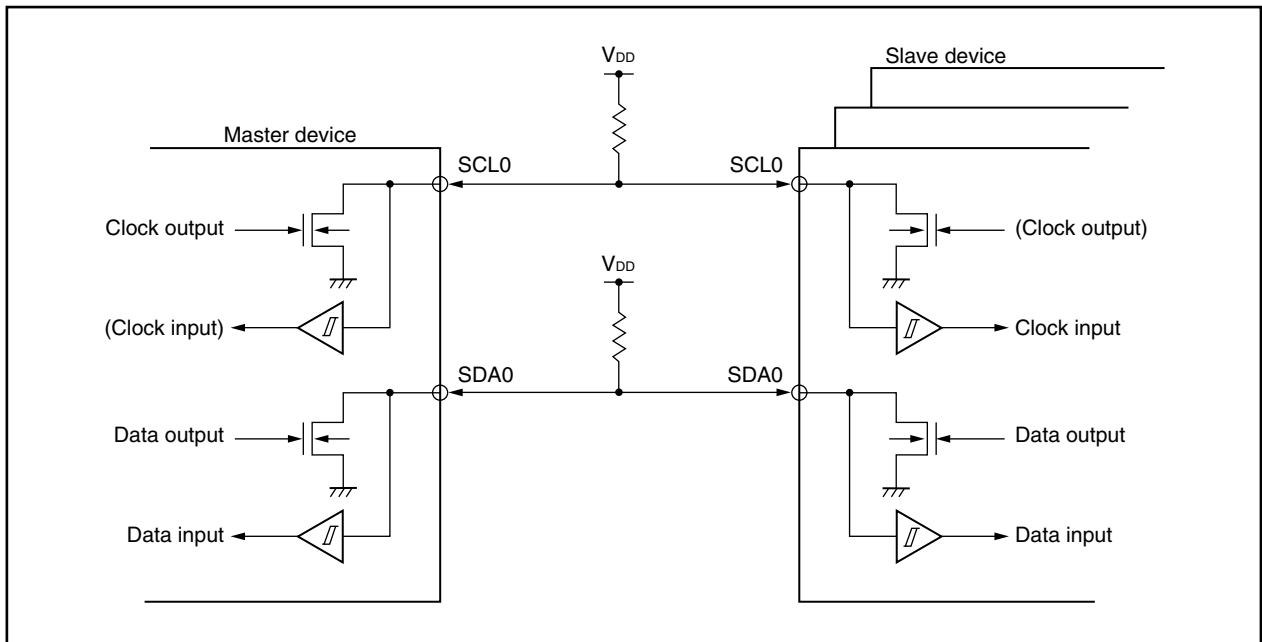 VDD
Slave device
Master device
SCL0
SCL0
Clock output
(Clock output)
VDD
(Clock input)
Clock input
SDA0
SDA0
Data output
Data output
Data input
Data input